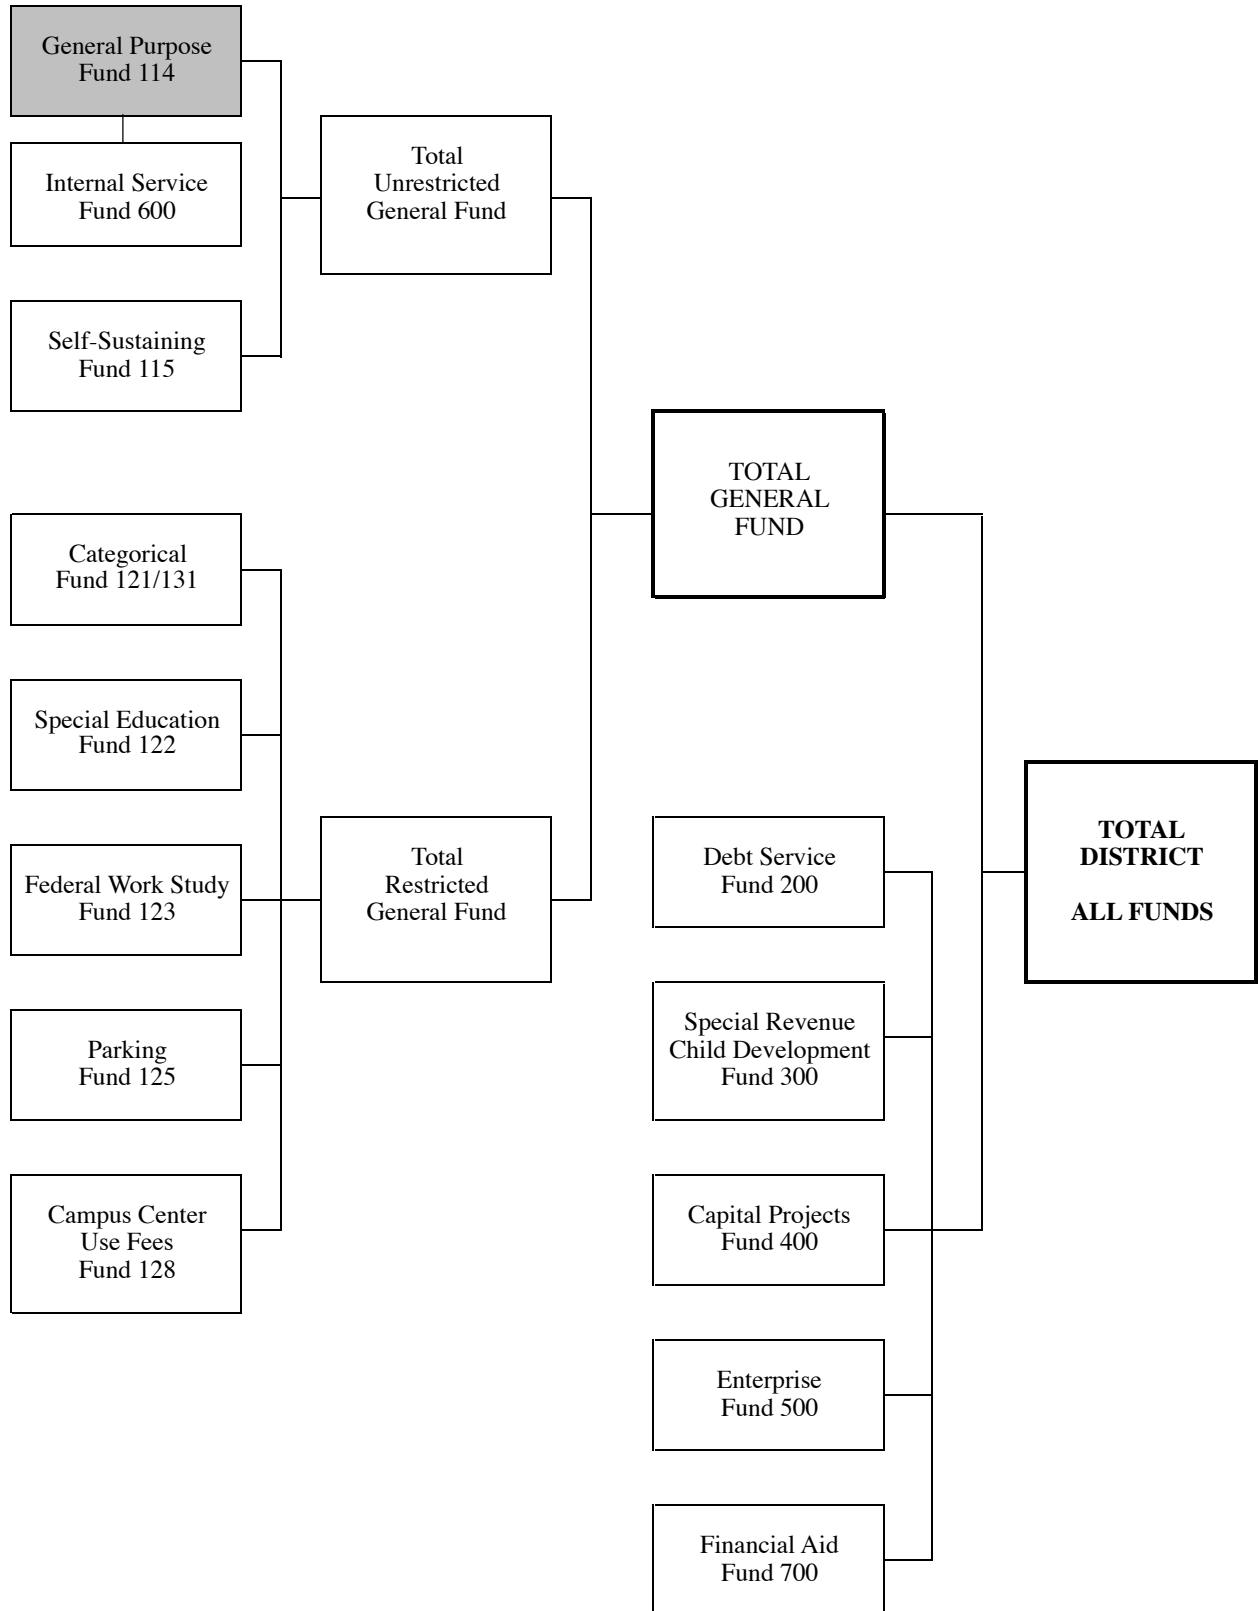 General Purpose
Fund 114
Internal Service
Fund 600
Self-Sustaining
Fund 115
Total
Unrestricted
General Fund
TOTAL
GENERAL
FUND
Categorical
Fund 121/131
Special Education
Fund 122
Federal Work Study
Fund 123
Parking
Fund 125
Campus Center
Use Fees
Fund 128
Total
Restricted
General Fund
Debt Service
Fund 200
Special Revenue
Child Development
Fund 300
Capital Projects
Fund 400
Enterprise
Fund 500
Financial Aid
Fund 700
TOTAL
DISTRICT
ALL FUNDS